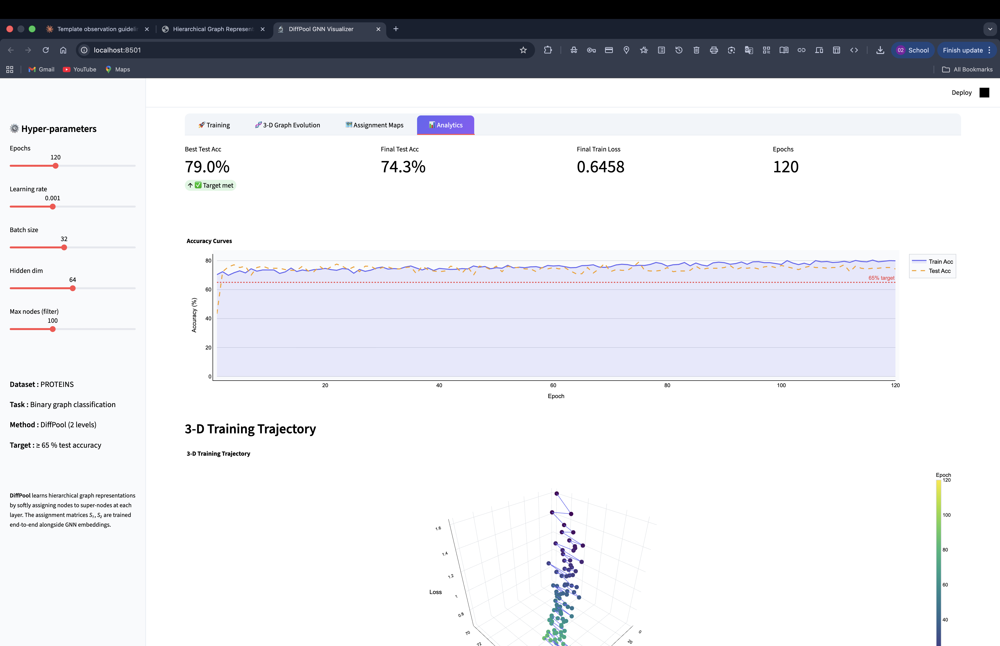 Template observation guidelin
Hierarchical Graph Represent
DiffPool GNN Visualizer
localhost:8501
02 School
Finish update
Gmail
YouTube
Maps
All Bookmarks
Deploy
Hyper-parameters
Epochs
120
Learning rate
0.001
Batch size
32
Hidden dim
64
Max nodes (filter)
100
Dataset : PROTEINS
Task : Binary graph classification
Method : DiffPool (2 levels)
Target : ≥ 65 % test accuracy
DiffPool learns hierarchical graph representations
by softly assigning nodes to super-nodes at each
layer. The assignment matrices S₁, S₂ are trained
end-to-end alongside GNN embeddings.
Training
3-D Graph Evolution
Assignment Maps
Analytics
Best Test Acc
79.0%
↑ ✅ Target met
Final Test Acc
74.3%
Final Train Loss
0.6458
Epochs
120
Accuracy Curves
80
60
40
20
0
Accuracy (%)
65% target
20
40
60
80
100
120
Epoch
Train Acc
Test Acc
3-D Training Trajectory
3-D Training Trajectory
1.6
1.4
1.2
1
0.8
Loss
70
72
0
20
Epoch
120
100
80
60
40